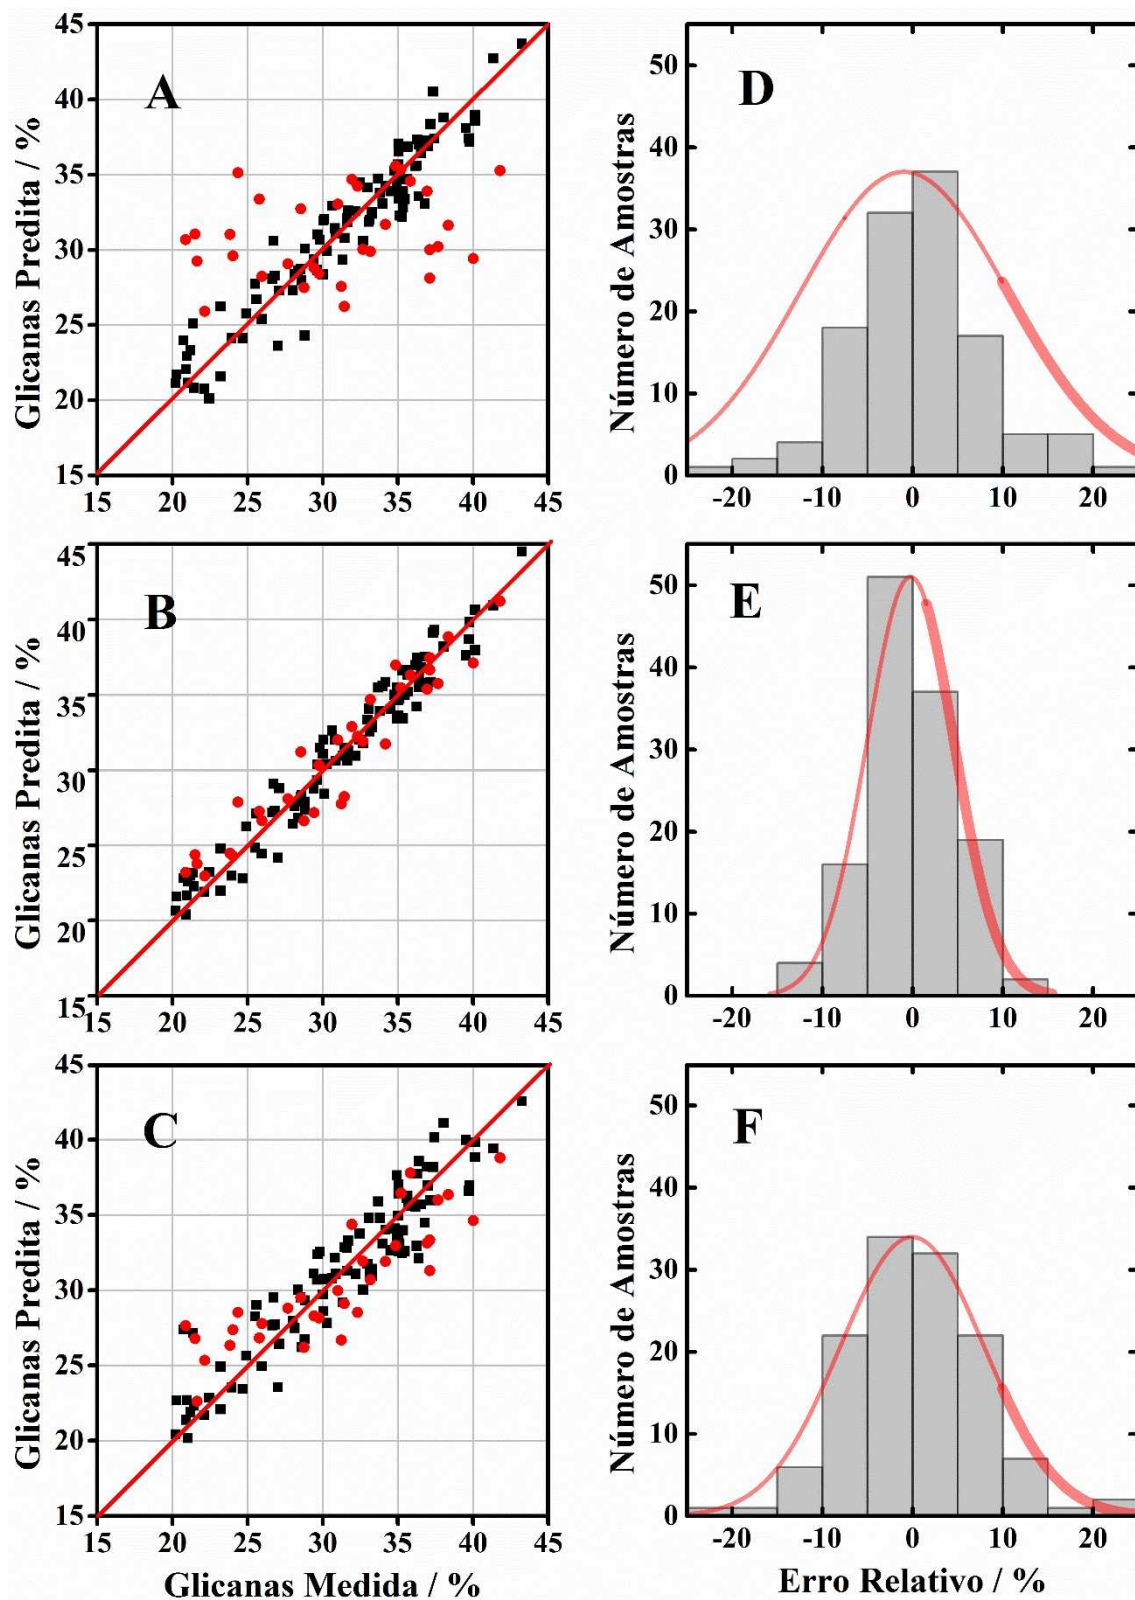 45
40
35
30
25
20
15
Glicanas Predita / %
A
15 20 25 30 35 40 45
50
40
30
20
10
0
Número de Amostras
D
-20 -10 0 10 20
45
40
35
30
25
20
15
Glicanas Predita / %
B
15 20 25 30 35 40 45
50
40
30
20
10
0
Número de Amostras
E
-20 -10 0 10 20
45
40
35
30
25
20
15
Glicanas Predita / %
C
15 20 25 30 35 40 45
Glicanas Medida / %
50
40
30
20
10
0
Número de Amostras
F
-20 -10 0 10 20
Erro Relativo / %